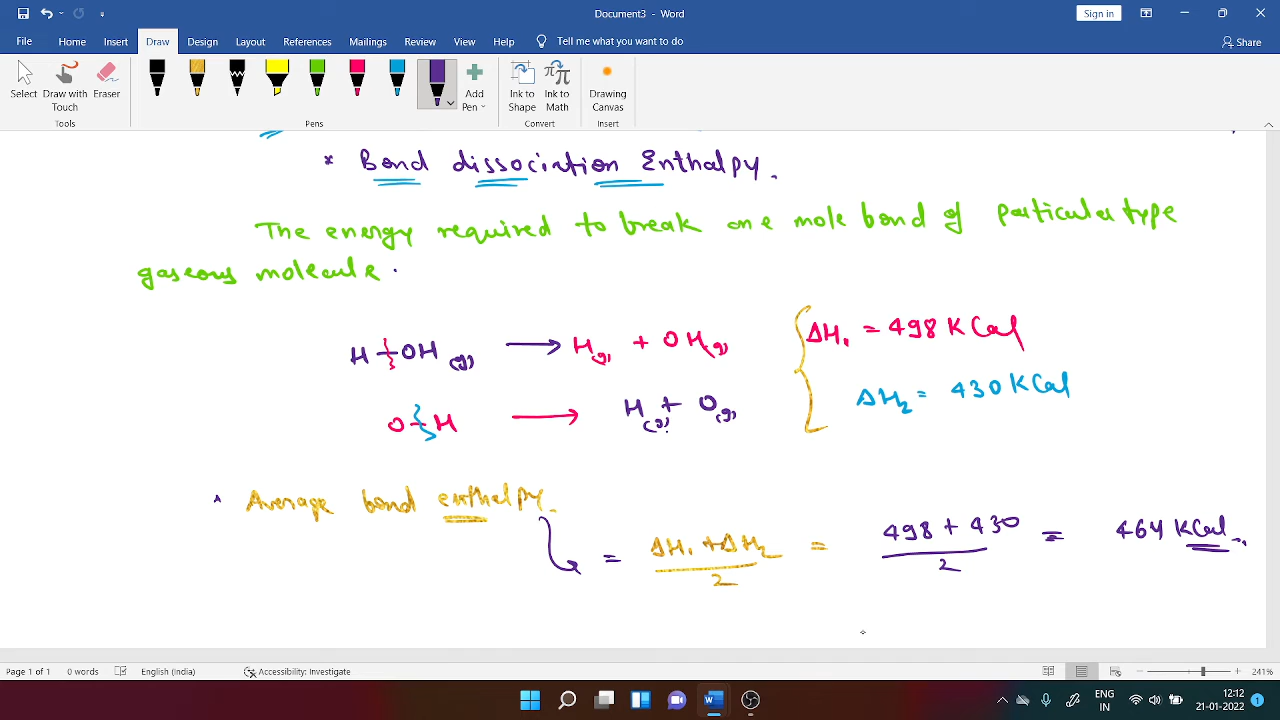 Document3 - Word
Sign in
File Home Insert Draw Design Layout References Mailings Review View Help Tell me what you want to do Share
Select Draw with Touch Eraser Add Pen Ink to Shape Ink to Math Drawing Canvas
Tools Pens Convert Insert
* Bond dissociation Enthalpy.
The energy required to break one mole bond of particular type
gaseous molecule.
H-OH (g) → H(g) + OH(g) ΔH1 = 498 KCal
O-H → H(g) + O(g) ΔH2 = 430 KCal
Average bond enthalpy.
= ΔH1 + ΔH2 / 2 = 498 + 430 / 2 = 464 KCal.
Page 1 of 1 0 words English (India) Accessibility: Investigate 241%
ENG IN 12:12 21-01-2022 1